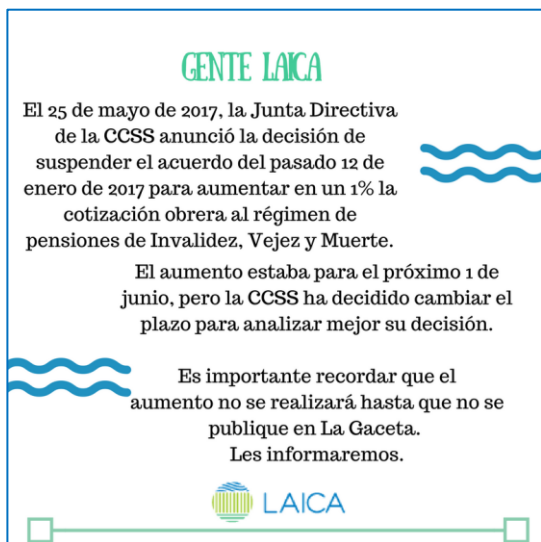 GENTE LAICA
El 25 de mayo de 2017, la Junta Directiva
de la CCSS anunció la decisión de
suspender el acuerdo del pasado 12 de
enero de 2017 para aumentar en un 1% la
cotización obrera al régimen de
pensiones de Invalidez, Vejez y Muerte.
El aumento estaba para el próximo 1 de
junio, pero la CCSS ha decidido cambiar el
plazo para analizar mejor su decisión.
Es importante recordar que el
aumento no se realizará hasta que no se
publique en La Gaceta.
Les informaremos.
LAICA